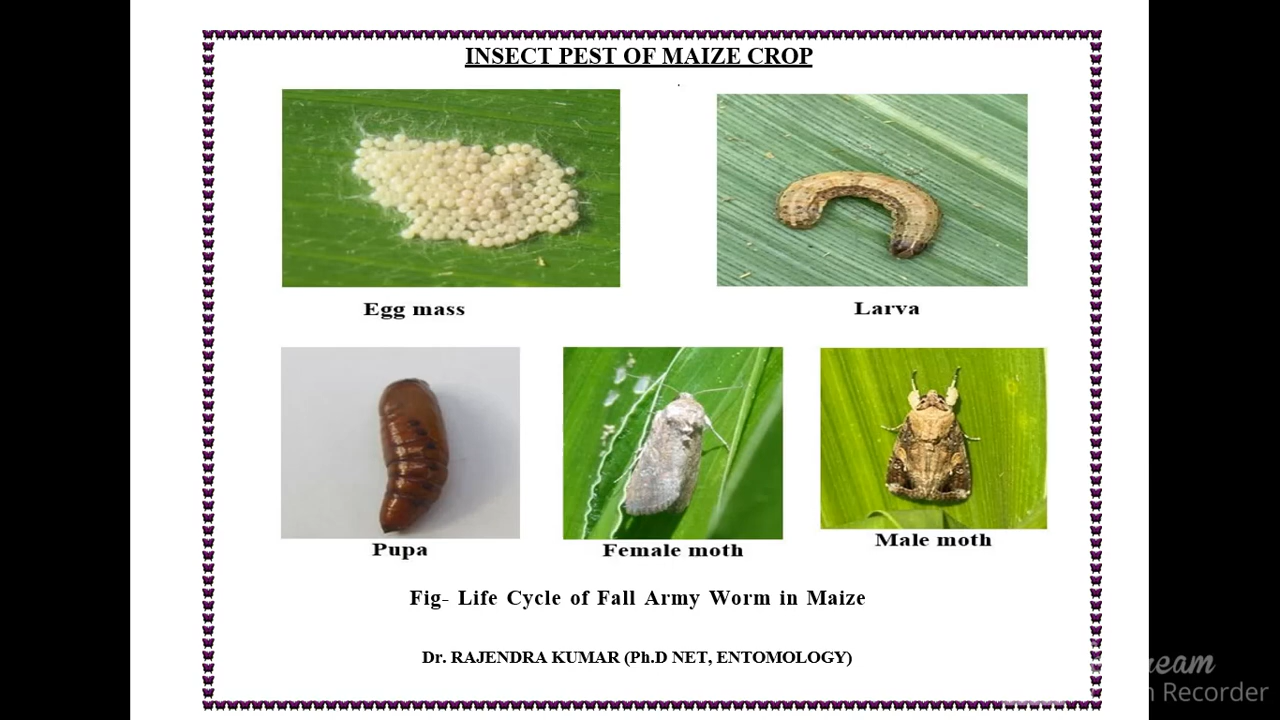 INSECT PEST OF MAIZE CROP
Egg mass
Larva
Pupa
Female moth
Male moth
Fig- Life Cycle of Fall Army Worm in Maize
Dr. RAJENDRA KUMAR (Ph.D NET, ENTOMOLOGY)
Recorder